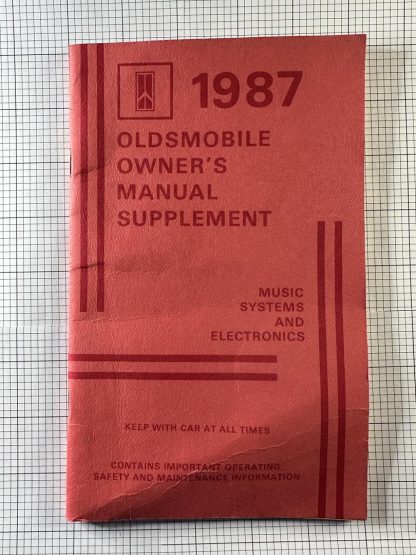 1987
OLDSMOBILE
OWNER'S
MANUAL
SUPPLEMENT
MUSIC
SYSTEMS
AND
ELECTRONICS
KEEP WITH CAR AT ALL TIMES
CONTAINS IMPORTANT OPERATING,
SAFETY AND MAINTENANCE INFORMATION